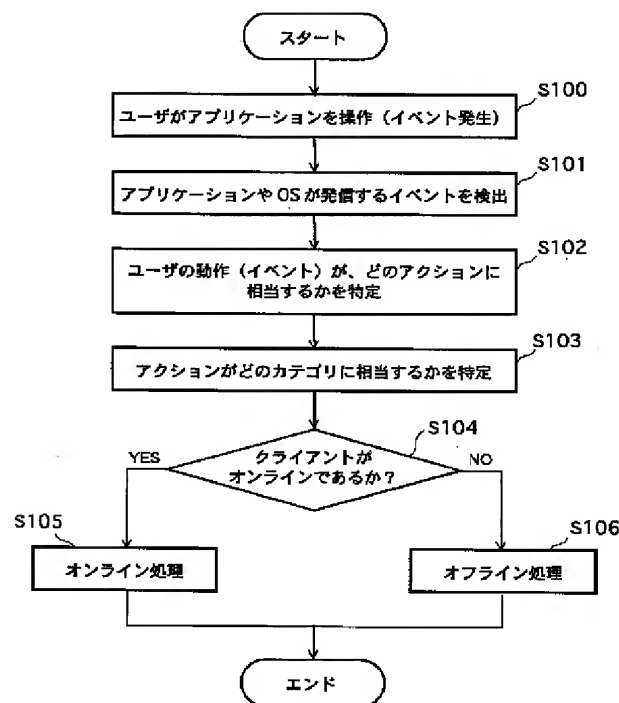 スタート
S100
ユーザがアプリケーションを操作（イベント発生）
S101
アプリケーションやOSが発信するイベントを検出
S102
ユーザの動作（イベント）が、どのアクションに
相当するかを特定
S103
アクションがどのカテゴリに相当するかを特定
S104
クライアントが
オンラインであるか？
YES
NO
S105
オンライン処理
S106
オフライン処理
エンド